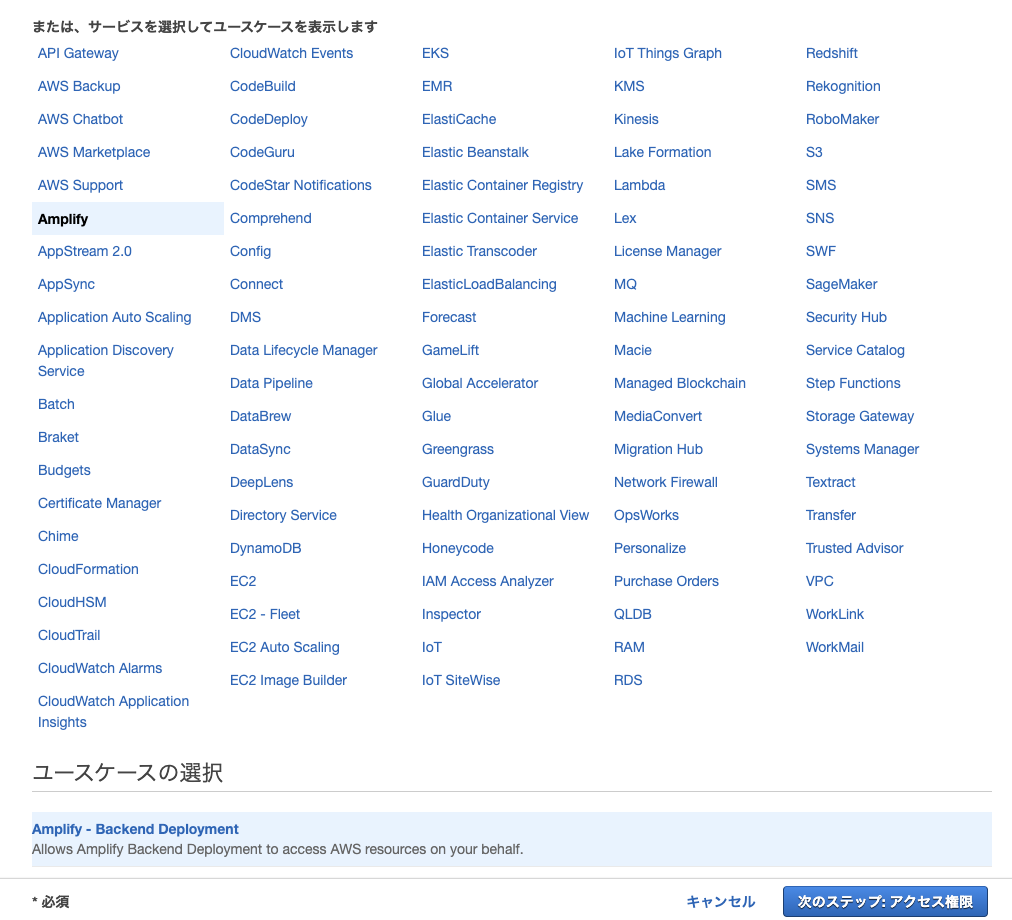 または、サービスを選択してユースケースを表示します
API Gateway
AWS Backup
AWS Chatbot
AWS Marketplace
AWS Support
Amplify
AppStream 2.0
AppSync
Application Auto Scaling
Application Discovery
Service
Batch
Braket
Budgets
Certificate Manager
Chime
CloudFormation
CloudHSM
CloudTrail
CloudWatch Alarms
CloudWatch Application
Insights
CloudWatch Events
CodeBuild
CodeDeploy
CodeGuru
CodeStar Notifications
Comprehend
Config
Connect
DMS
Data Lifecycle Manager
Data Pipeline
DataBrew
DataSync
DeepLens
Directory Service
DynamoDB
EC2
EC2 - Fleet
EC2 Auto Scaling
EC2 Image Builder
EKS
EMR
ElastiCache
Elastic Beanstalk
Elastic Container Registry
Elastic Container Service
Elastic Transcoder
ElasticLoadBalancing
Forecast
GameLift
Global Accelerator
Glue
Greengrass
GuardDuty
Health Organizational View
Honeycode
IAM Access Analyzer
Inspector
IoT
IoT SiteWise
IoT Things Graph
KMS
Kinesis
Lake Formation
Lambda
Lex
License Manager
MQ
Machine Learning
Macie
Managed Blockchain
MediaConvert
Migration Hub
Network Firewall
OpsWorks
Personalize
Purchase Orders
QLDB
RAM
RDS
Redshift
Rekognition
RoboMaker
S3
SMS
SNS
SWF
SageMaker
Security Hub
Service Catalog
Step Functions
Storage Gateway
Systems Manager
Textract
Transfer
Trusted Advisor
VPC
WorkLink
WorkMail
ユースケースの選択
Amplify - Backend Deployment
Allows Amplify Backend Deployment to access AWS resources on your behalf.
* 必須
キャンセル
次のステップ: アクセス権限